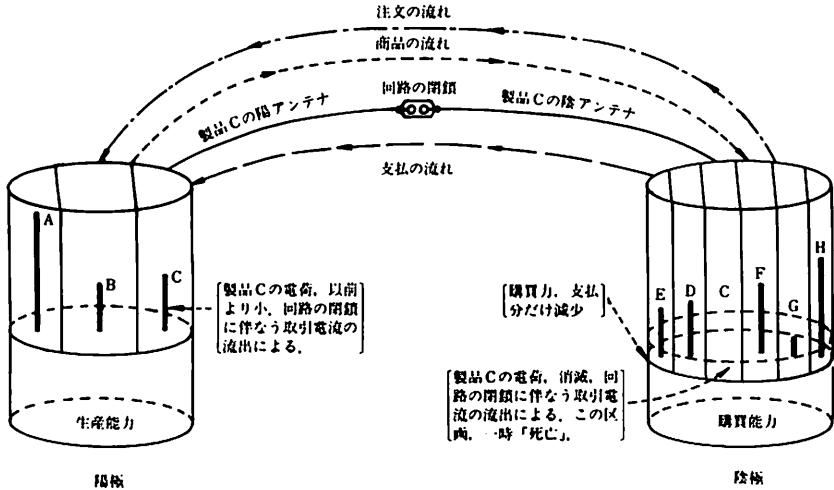 注文の流れ
商品の流れ
回路の閉鎖
製品Cの陽アンテナ
製品Cの陰アンテナ
支払の流れ
A
B
C
製品Cの電荷，以前
より小，回路の閉鎖
に伴なう取引電流の
流出による．
購買力，支払
分だけ減少
E
D
C
F
G
H
製品Cの電荷，消滅，回
路の閉鎖に伴なう取引電
流の流出による，この区
画，一時「死亡」．
生産能力
購買能力
陽極
陰極